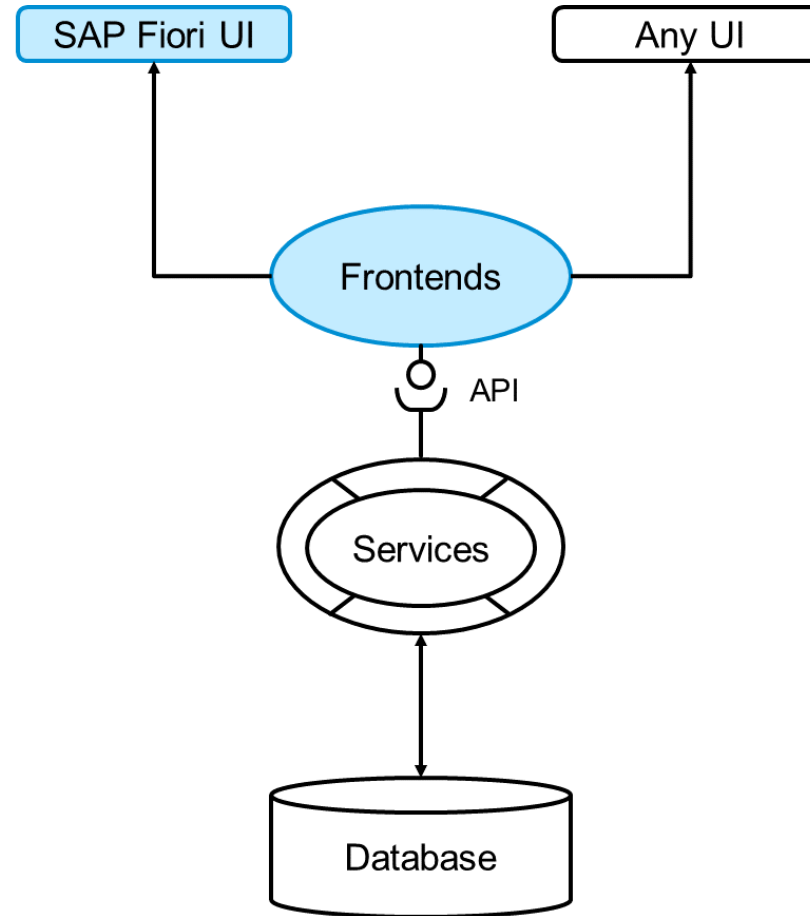 SAP Fiori UI
Any UI
Frontends
API
Services
Database